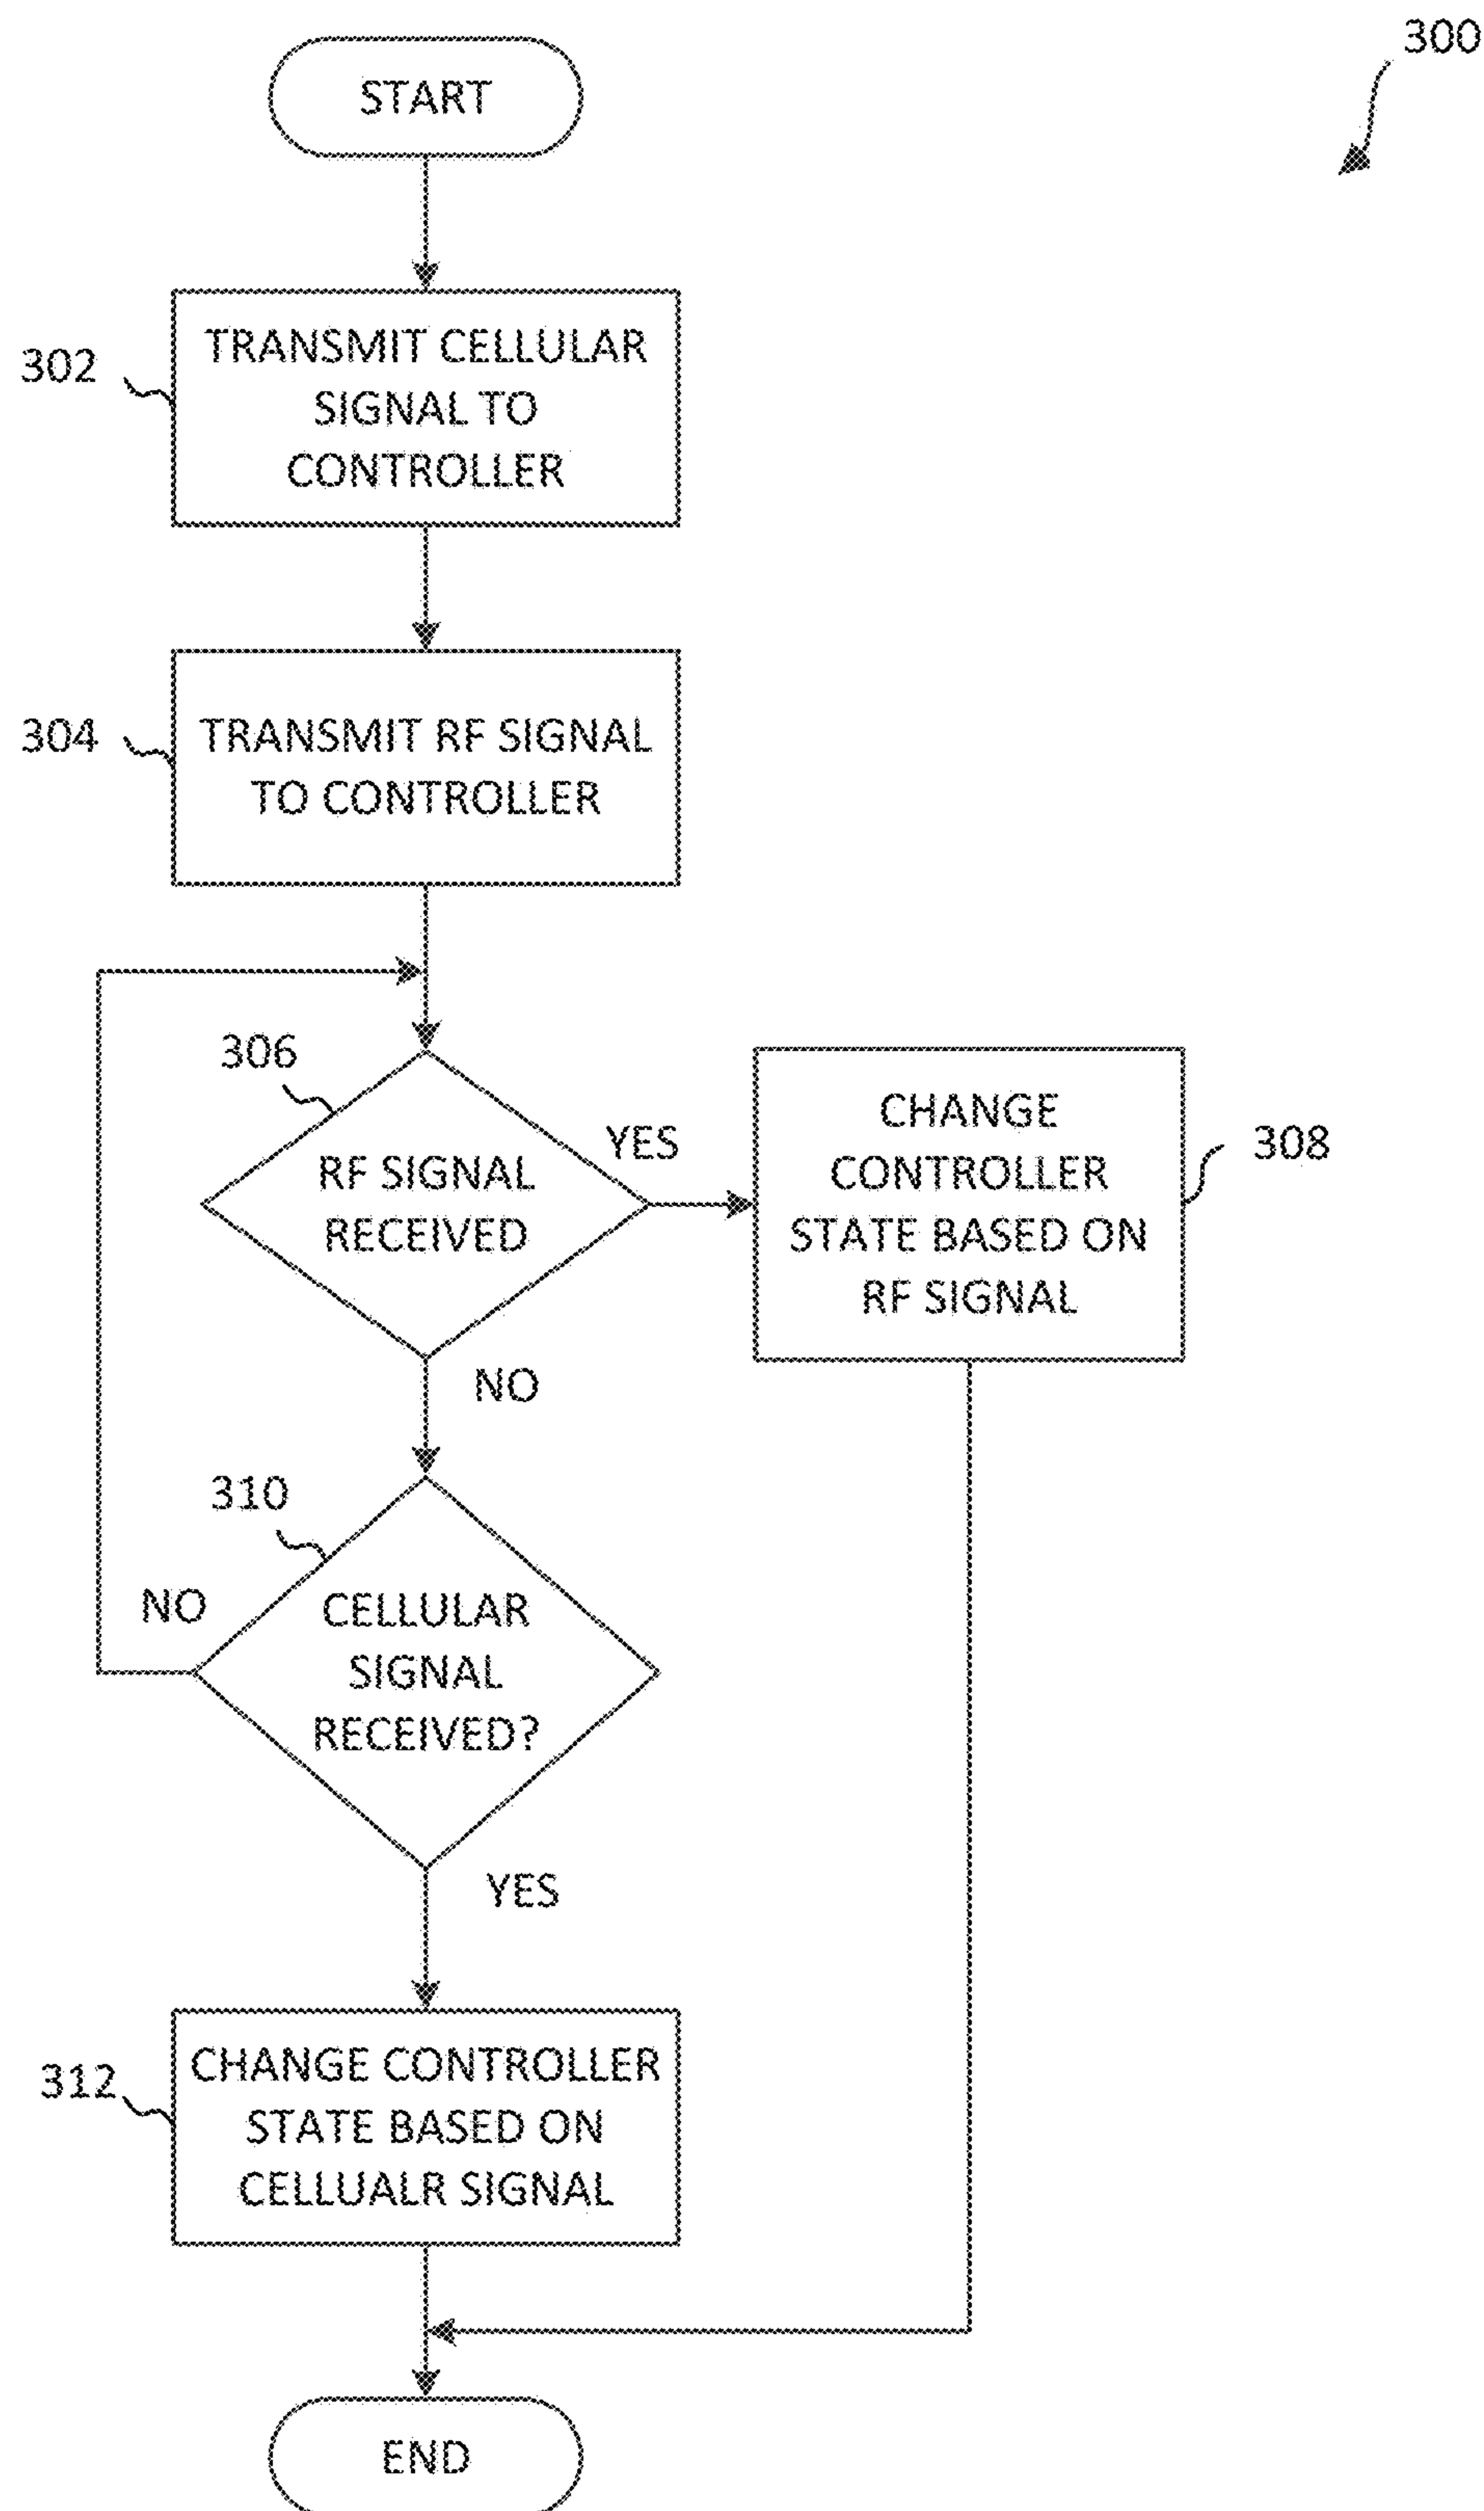 300
START
302
TRANSMIT CELLULAR
SIGNAL TO
CONTROLLER
304
TRANSMIT RF SIGNAL
TO CONTROLLER
306
RF SIGNAL
RECEIVED
YES
CHANGE
CONTROLLER
STATE BASED ON
RF SIGNAL
308
NO
310
NO
CELLULAR
SIGNAL
RECEIVED?
YES
312
CHANGE CONTROLLER
STATE BASED ON
CELLUALR SIGNAL
END